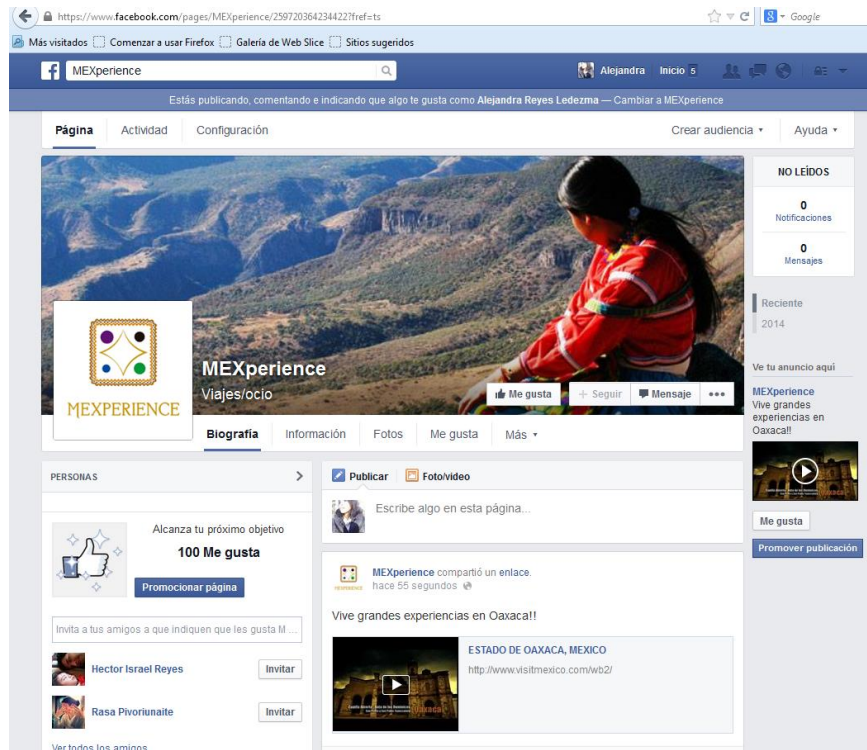 https://www.facebook.com/pages/MEXperience/259720364234422?fref=ts
Google
Más visitados Comenzar a usar Firefox Galería de Web Slice Sitios sugeridos
MEXperience
Alejandra Inicio 5
Estás publicando, comentando e indicando que algo te gusta como Alejandra Reyes Ledezma — Cambiar a MEXperience
Página Actividad Configuración Crear audiencia Ayuda
NO LEÍDOS
0
Notificaciones
0
Mensajes
Reciente
2014
MEXPERIENCE
MEXperience
Viajes/ocio
Me gusta + Seguir Mensaje
Biografía Información Fotos Me gusta Más
Ve tu anuncio aquí
MEXperience
Vive grandes
experiencias en
Oaxaca!!
Me gusta
Promover publicación
PERSONAS
Alcanza tu próximo objetivo
100 Me gusta
Promocionar página
Invita a tus amigos a que indiquen que les gusta M ...
Hector Israel Reyes Invitar
Rasa Pivoriunaite Invitar
Ver todos los amigos
Publicar Foto/video
Escribe algo en esta página...
MEXperience compartió un enlace.
hace 55 segundos
Vive grandes experiencias en Oaxaca!!
ESTADO DE OAXACA, MEXICO
http://www.visitmexico.com/wb2/